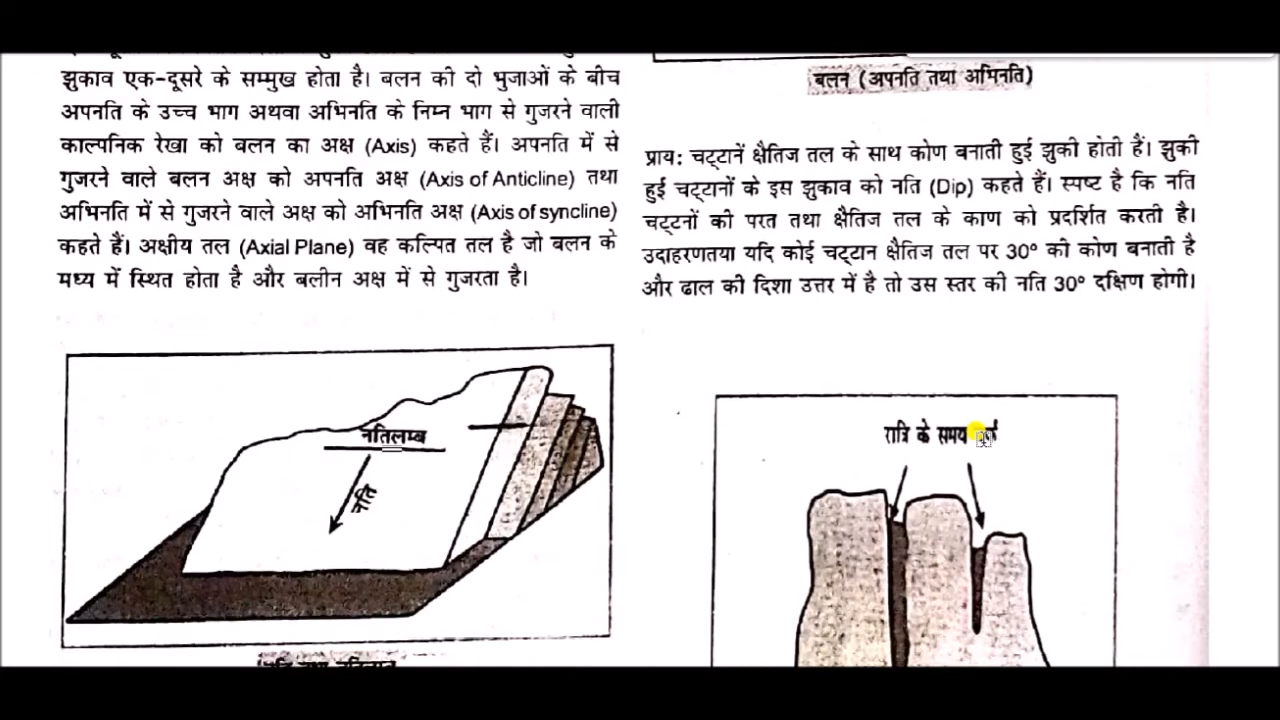 झुकाव एक-दूसरे के सम्मुख होता है। बलन की दो भुजाओं के बीच
अपनति के उच्च भाग अथवा अभिनति के निम्न भाग से गुजरने वाली
काल्पनिक रेखा को बलन का अक्ष (Axis) कहते हैं। अपनति में से
गुजरने वाले बलन अक्ष को अपनति अक्ष (Axis of Anticline) तथा
अभिनति में से गुजरने वाले अक्ष को अभिनति अक्ष (Axis of syncline)
कहते हैं। अक्षीय तल (Axial Plane) वह कल्पित तल है जो बलन के
मध्य में स्थित होता है और बलीन अक्ष में से गुजरता है।
नतिलम्ब
नति
बलन (अपनति तथा अभिनति)
प्राय: चट्टानें क्षैतिज तल के साथ कोण बनाती हुई झुकी होती हैं। झुकी
हुई चट्टानों के इस झुकाव को नति (Dip) कहते हैं। स्पष्ट है कि नति
चट्टनों की परत तथा क्षैतिज तल के काण को प्रदर्शित करती है।
उदाहरणतया यदि कोई चट्टान क्षैतिज तल पर 30° की कोण बनाती है
और ढाल की दिशा उत्तर में है तो उस स्तर की नति 30° दक्षिण होगी।
रात्रि के समय